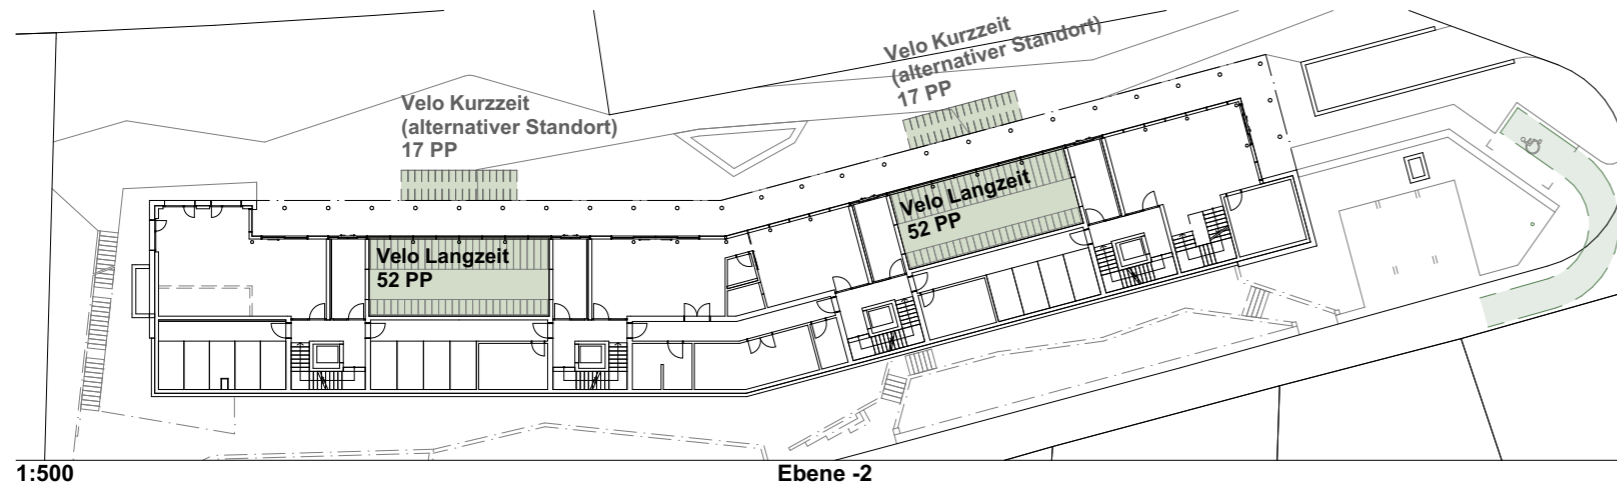 Velo Kurzzeit
(alternativer Standort)
17 PP
Velo Kurzzeit
(alternativer Standort)
17 PP
Velo Langzeit
52 PP
Velo Langzeit
52 PP
1:500
Ebene -2